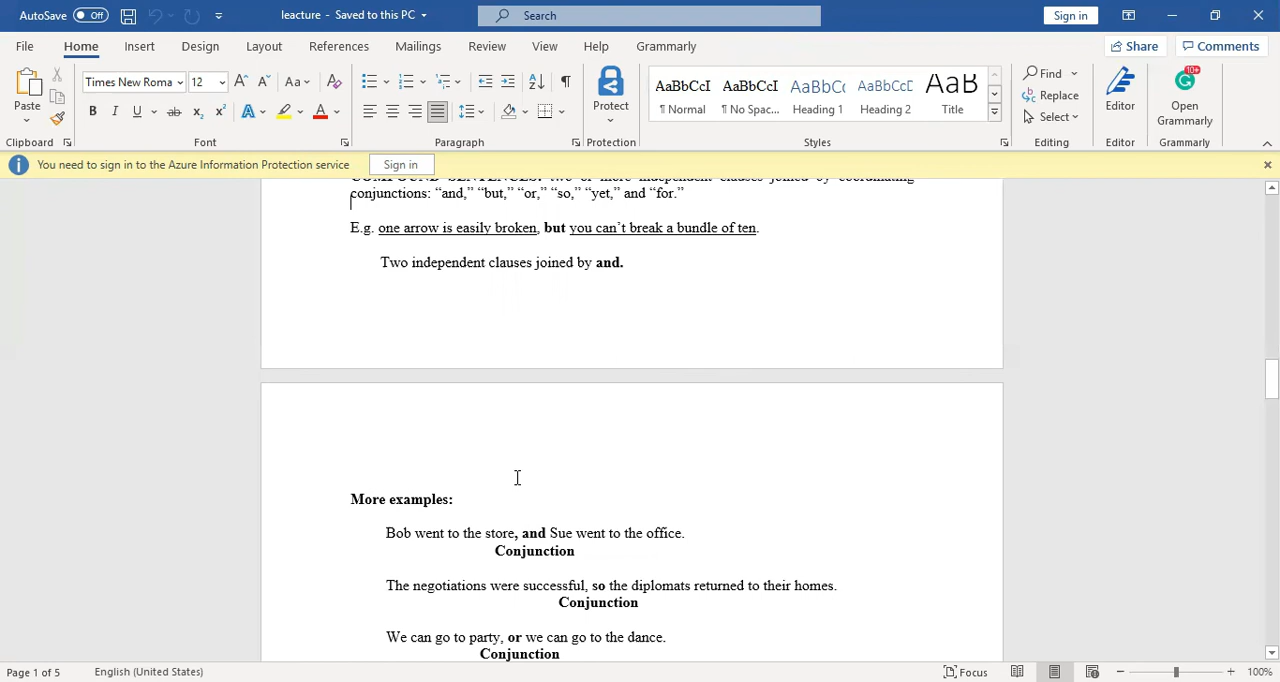 AutoSave Off leacture - Saved to this PC Search Sign in
File Home Insert Design Layout References Mailings Review View Help Grammarly Share Comments
Times New Roma 12 Aa AaBbCcI AaBbCcI AaBbCc AaBbCcD AaB Find
Paste B I U ab x₂ x² A A ¶ Normal ¶ No Spac... Heading 1 Heading 2 Title Protect Replace Editor Open Grammarly
Select
Clipboard Font Paragraph Protection Styles Editing Editor Grammarly
You need to sign in to the Azure Information Protection service Sign in
COMPOUND SENTENCES: two or more independent clauses joined by coordinating
conjunctions: “and,” “but,” “or,” “so,” “yet,” and “for.”
E.g. one arrow is easily broken, but you can’t break a bundle of ten.
Two independent clauses joined by and.
More examples:
Bob went to the store, and Sue went to the office.
Conjunction
The negotiations were successful, so the diplomats returned to their homes.
Conjunction
We can go to party, or we can go to the dance.
Conjunction
Page 1 of 5 English (United States) Focus 100%